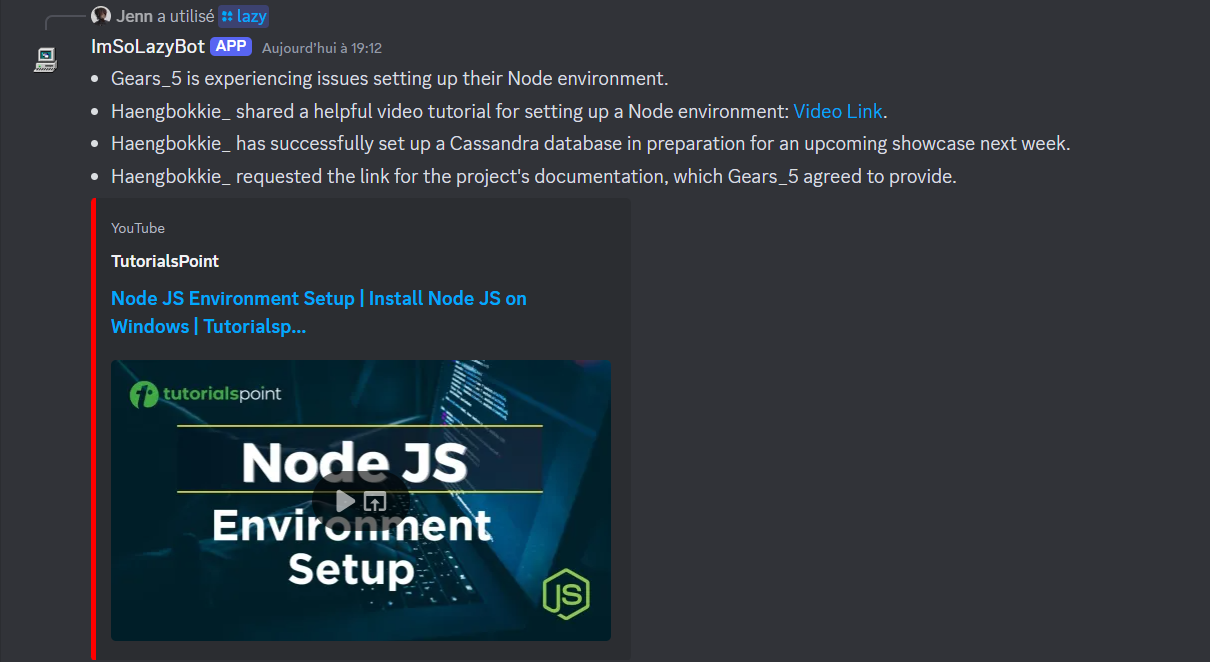 Jenn a utilisé lazy
ImSoLazyBot APP Aujourd'hui à 19:12
Gears_5 is experiencing issues setting up their Node environment.
Haengbokkie_ shared a helpful video tutorial for setting up a Node environment: Video Link.
Haengbokkie_ has successfully set up a Cassandra database in preparation for an upcoming showcase next week.
Haengbokkie_ requested the link for the project's documentation, which Gears_5 agreed to provide.
YouTube
TutorialsPoint
Node JS Environment Setup | Install Node JS on
Windows | Tutorialsp...
tutorialspoint
Node JS
Environment
Setup
JS